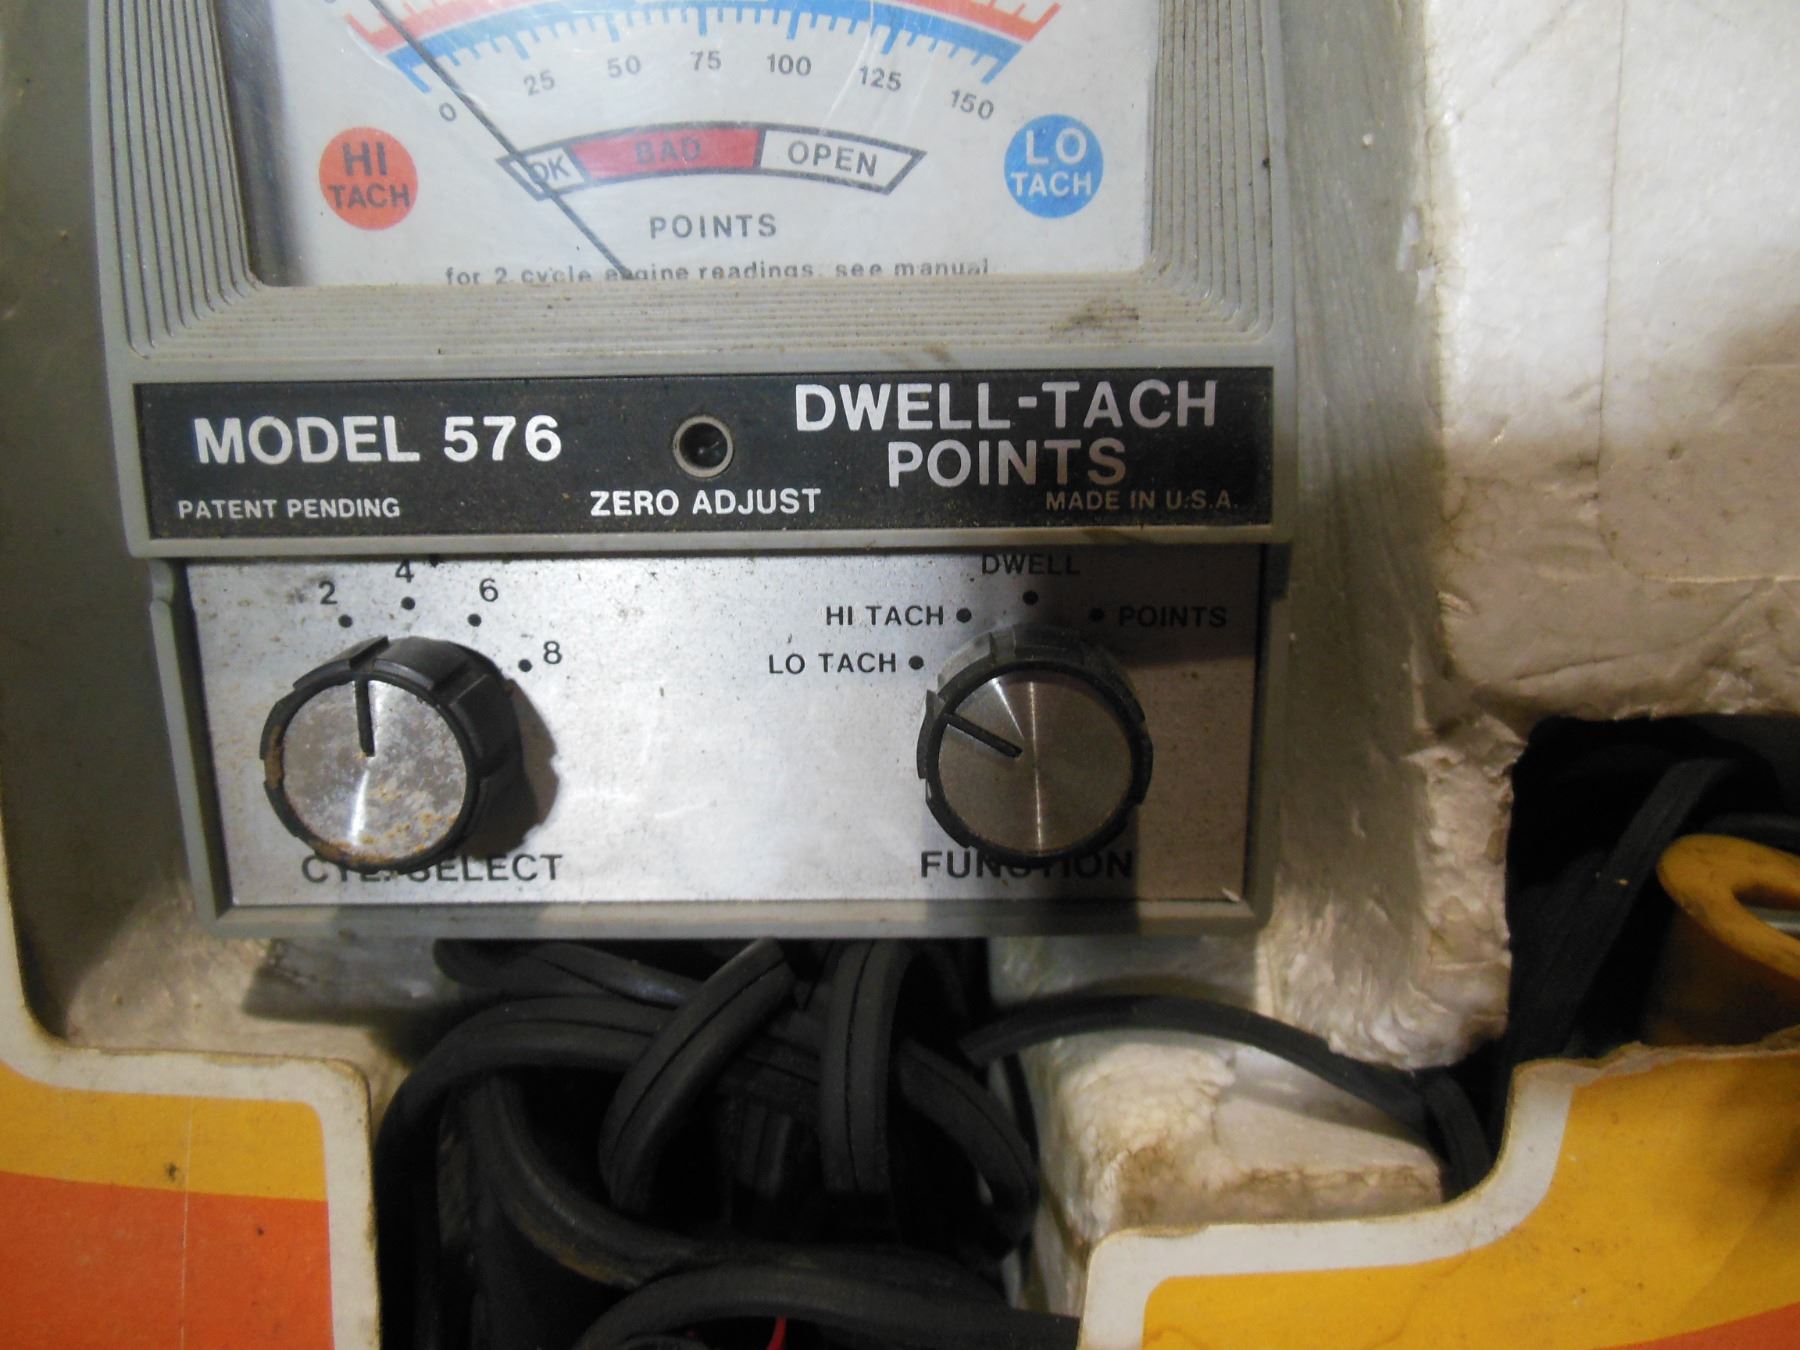 0 25 50 75 100 125 150
HI
TACH
OK BAD OPEN
LO
TACH
POINTS
for 2 cycle engine readings, see manual
MODEL 576
DWELL-TACH
POINTS
PATENT PENDING
ZERO ADJUST
MADE IN U.S.A.
2 4 6 8
DWELL
HI TACH
POINTS
LO TACH
CYL. SELECT
FUNCTION